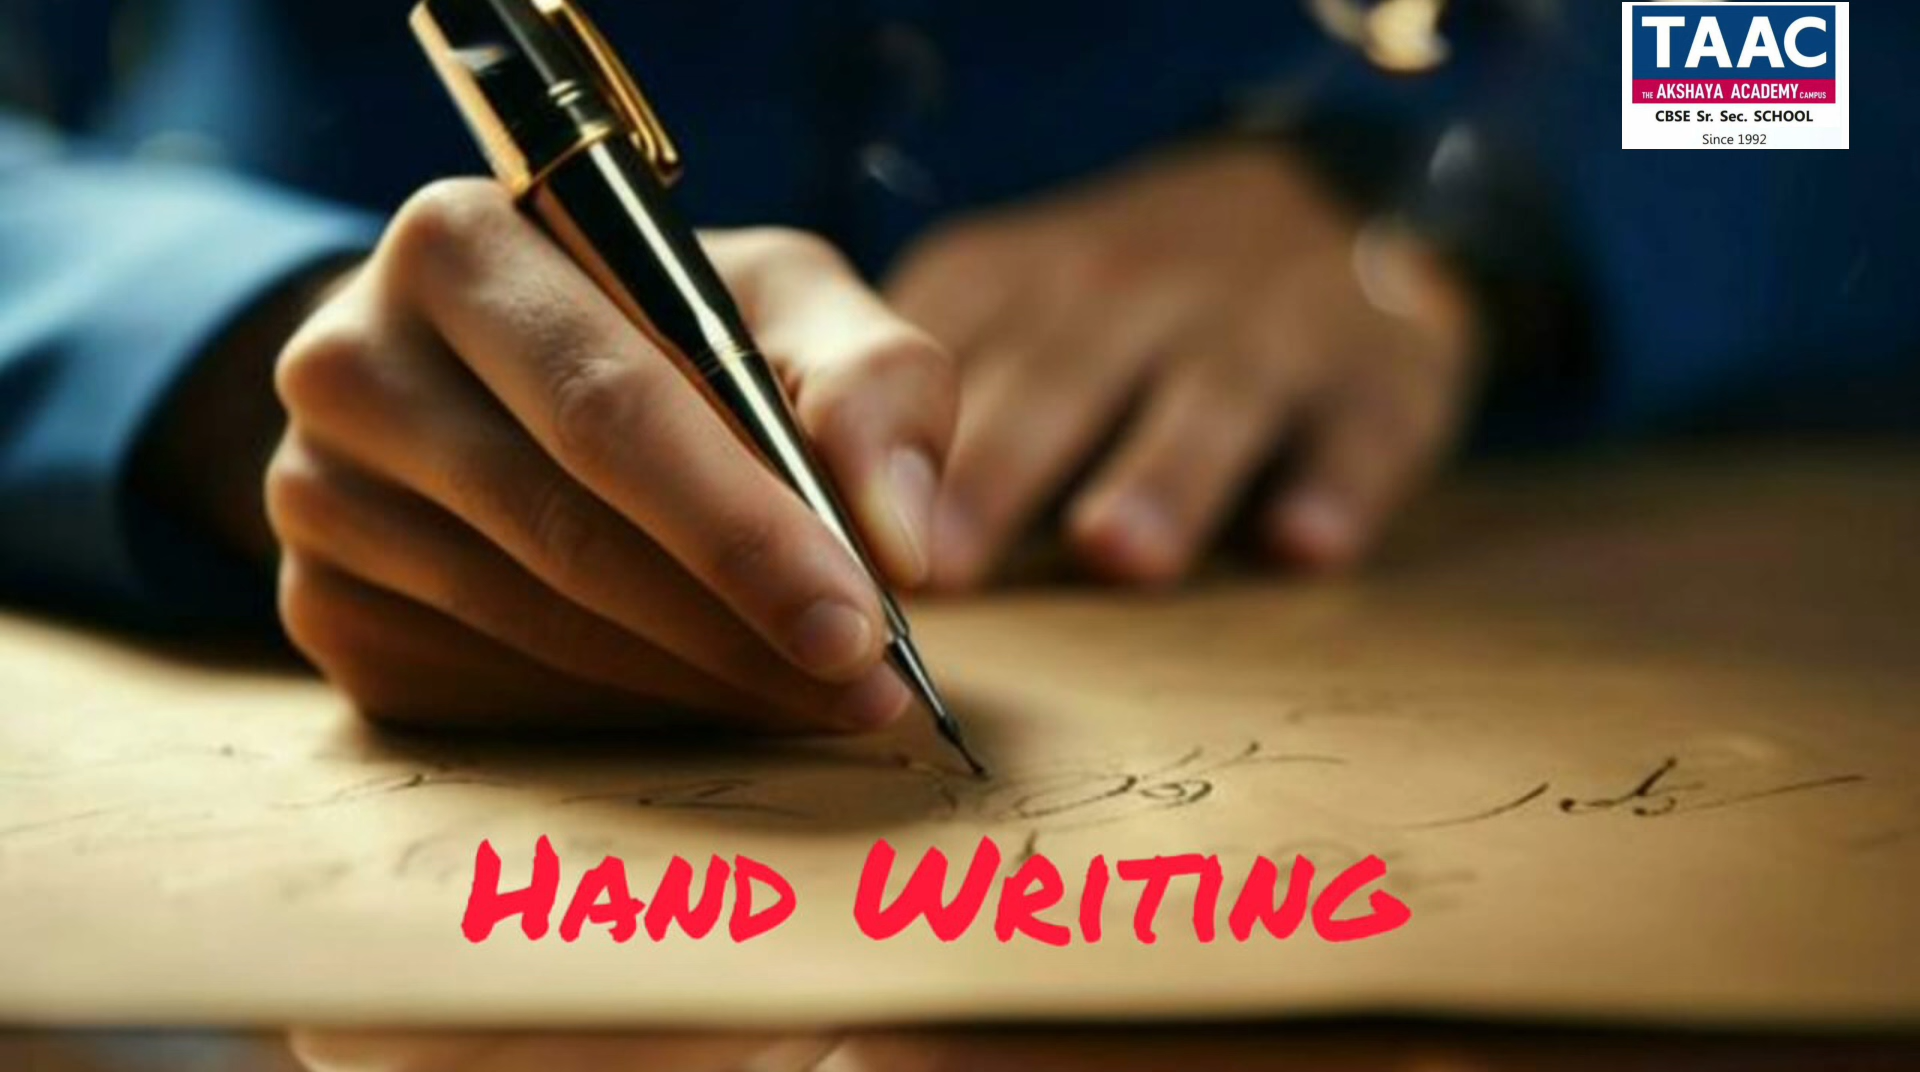 TAAC
THE AKSHAYA ACADEMY CAMPUS
CBSE Sr. Sec. SCHOOL
Since 1992
HAND WRITING